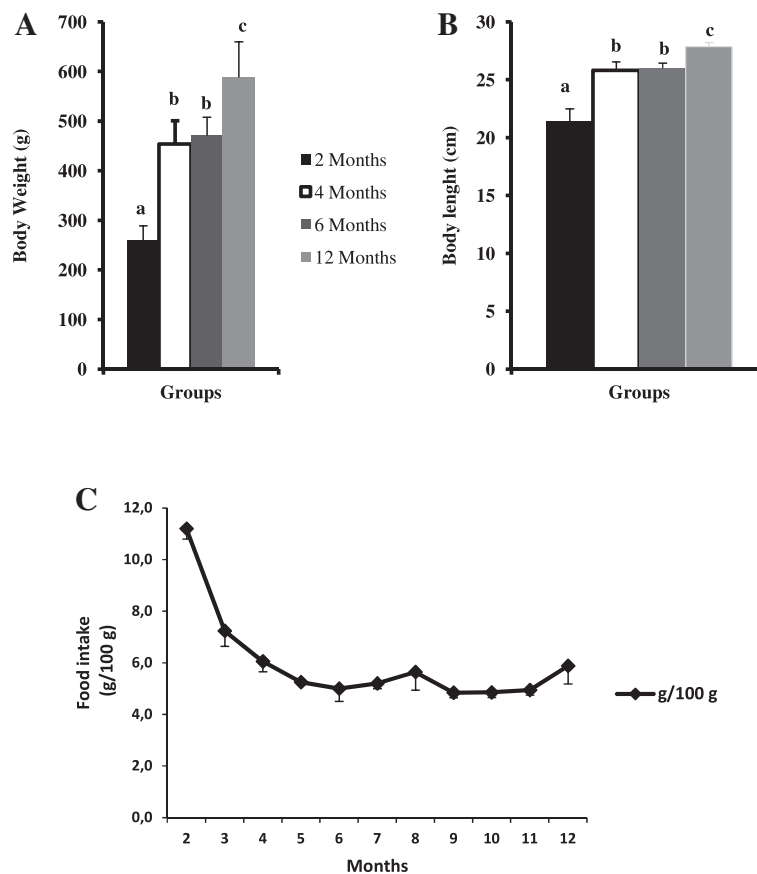 A
700
600
500
400
300
200
100
0
Body Weight (g)
a
b
b
c
Groups
2 Months
4 Months
6 Months
12 Months
B
30
25
20
15
10
5
0
Body lenght (cm)
a
b
b
c
Groups
C
12,0
10,0
8,0
6,0
4,0
2,0
0,0
Food intake
(g/100 g)
2 3 4 5 6 7 8 9 10 11 12
Months
g/100 g